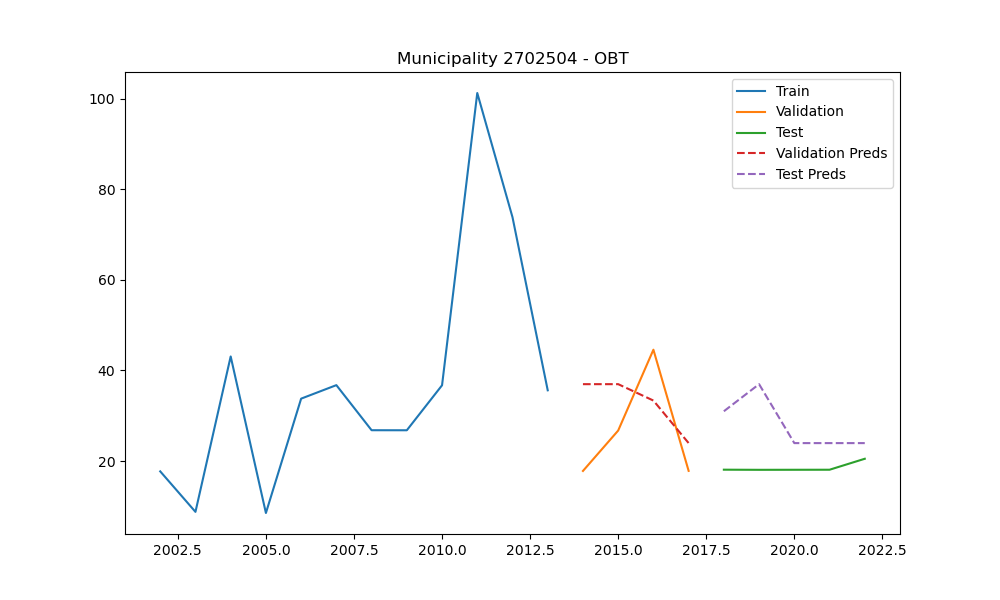 Municipality 2702504 - OBT
Train
Validation
Test
Validation Preds
Test Preds
100
80
60
40
20
2002.5 2005.0 2007.5 2010.0 2012.5 2015.0 2017.5 2020.0 2022.5